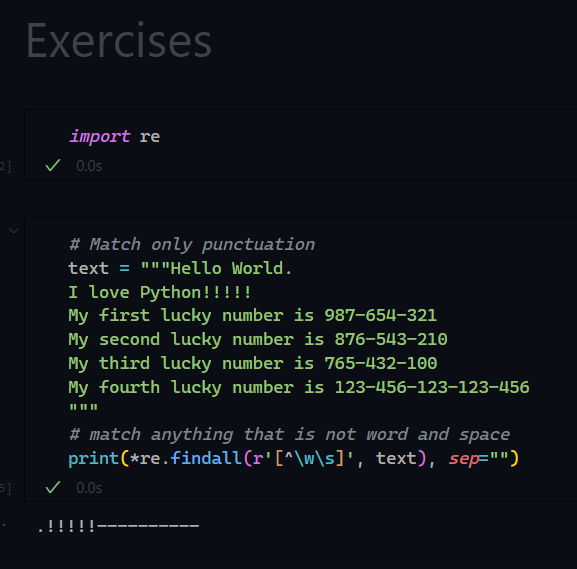 Exercises
import re
2]
0.0s
# Match only punctuation
text = """Hello World.
I love Python!!!!!
My first lucky number is 987-654-321
My second lucky number is 876-543-210
My third lucky number is 765-432-100
My fourth lucky number is 123-456-123-123-456
"""
# match anything that is not word and space
print(*re.findall(r'[^\w\s]', text), sep="")
5]
0.0s
.!!!!!----------